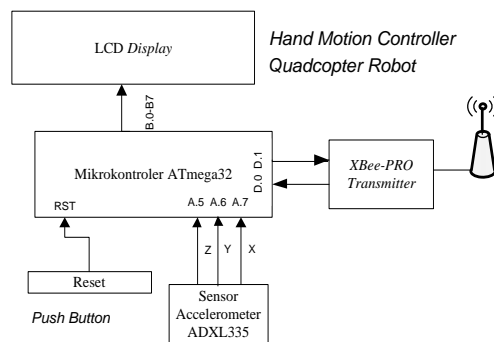 LCD Display
Hand Motion Controller
Quadcopter Robot
B.0-B7
Mikrokontroler ATmega32
D.0 D.1
XBee-PRO
Transmitter
RST
A.5 A.6 A.7
Z Y X
Reset
Push Button
Sensor
Accelerometer
ADXL335